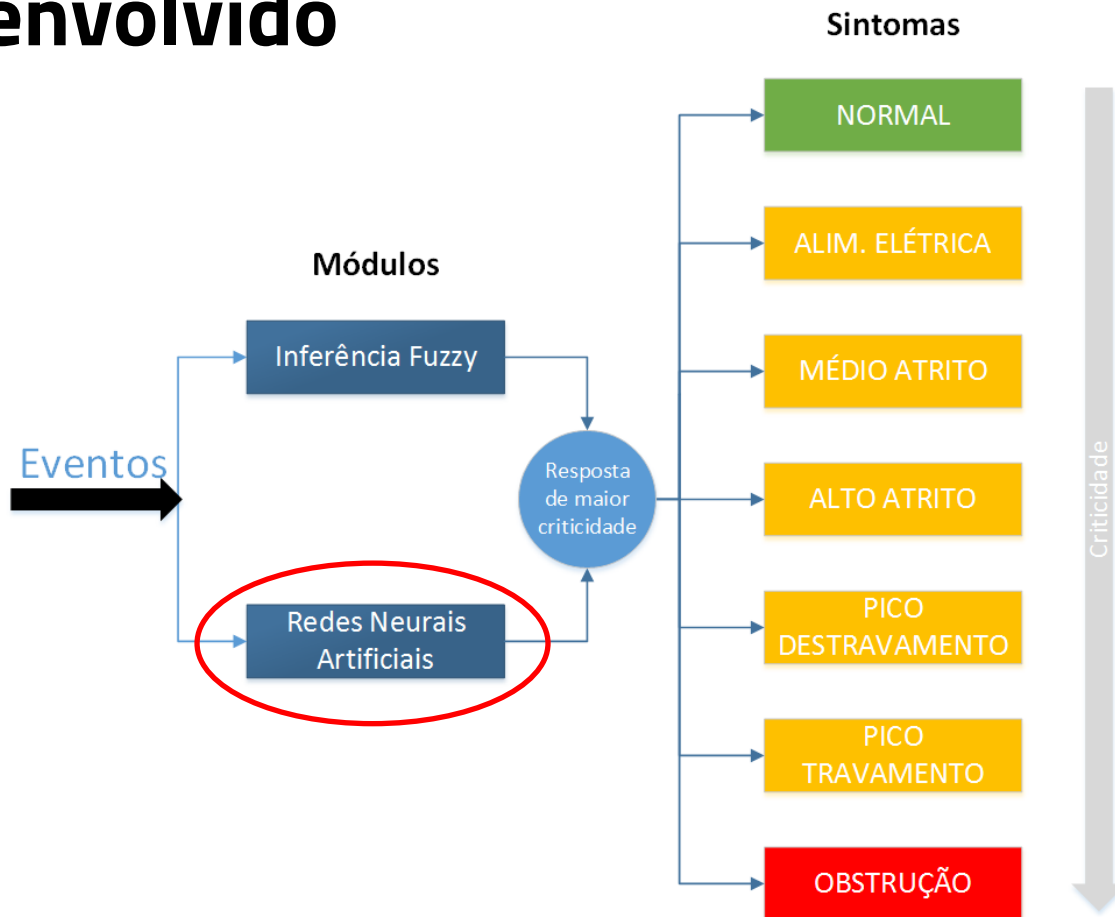 envolvido
Sintomas
NORMAL
ALIM. ELÉTRICA
Módulos
Inferência Fuzzy
MÉDIO ATRITO
Eventos
Resposta
de maior
criticidade
ALTO ATRITO
Criticidade
Redes Neurais
Artificiais
PICO
DESTRAVAMENTO
PICO
TRAVAMENTO
OBSTRUÇÃO